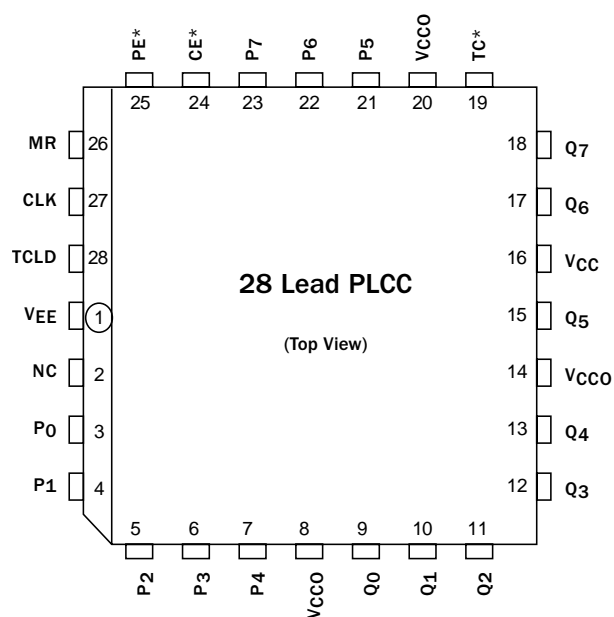 PE* CE* P7 P6 P5 VCCO TC*
25 24 23 22 21 20 19
MR 26 18 Q7
CLK 27 17 Q6
TCLD 28 16 VCC
28 Lead PLCC
VEE 1 15 Q5
(Top View)
NC 2 14 VCCO
P0 3 13 Q4
P1 4 12 Q3
5 6 7 8 9 10 11
P2 P3 P4 VCCO Q0 Q1 Q2